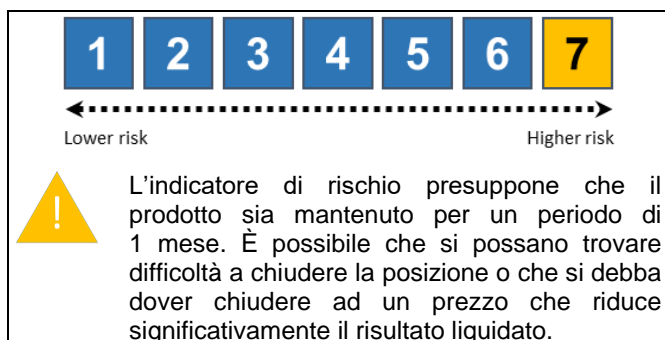 1 2 3 4 5 6 7
Lower risk Higher risk
!
L'indicatore di rischio presuppone che il
prodotto sia mantenuto per un periodo di
1 mese. È possibile che si possano trovare
difficoltà a chiudere la posizione o che si debba
dover chiudere ad un prezzo che riduce
significativamente il risultato liquidato.